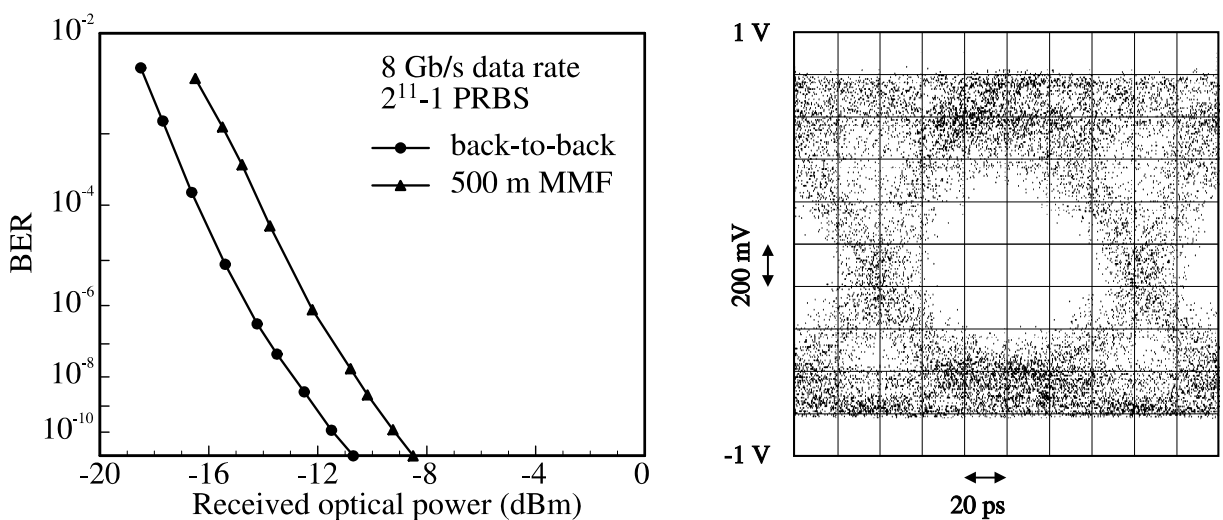 10⁻²
10⁻⁴
10⁻⁶
10⁻⁸
10⁻¹⁰
BER
8 Gb/s data rate
2¹¹-1 PRBS
back-to-back
500 m MMF
-20
-16
-12
-8
-4
0
Received optical power (dBm)
1 V
200 mV
-1 V
20 ps